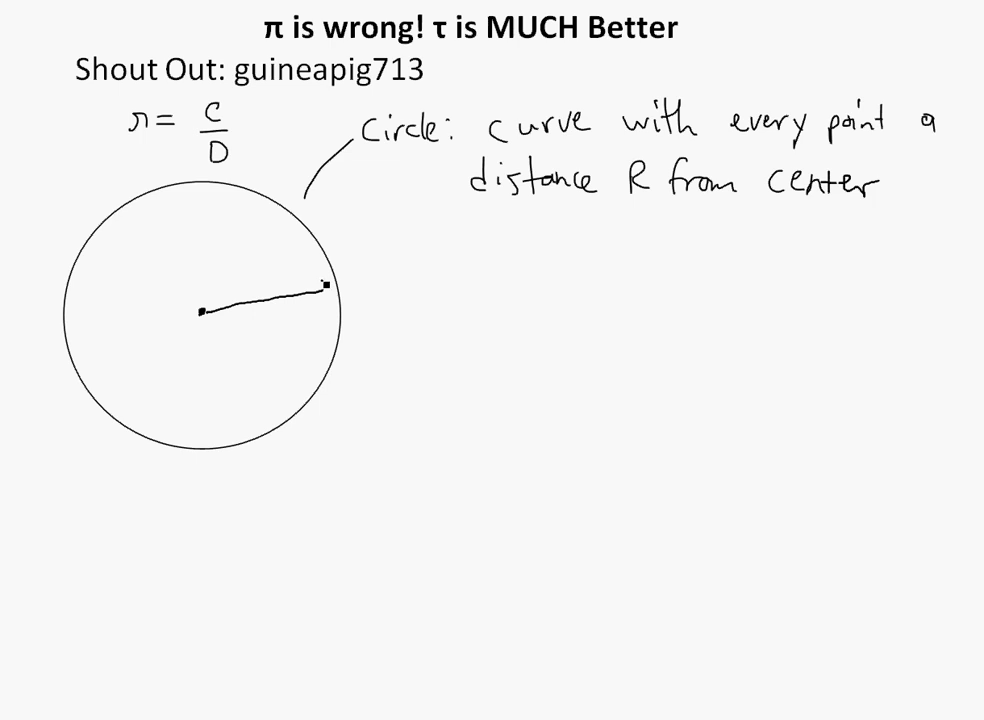 π is wrong! τ is MUCH Better
Shout Out: guineapig713
π = C/D
Circle: curve with every point a
distance R from center